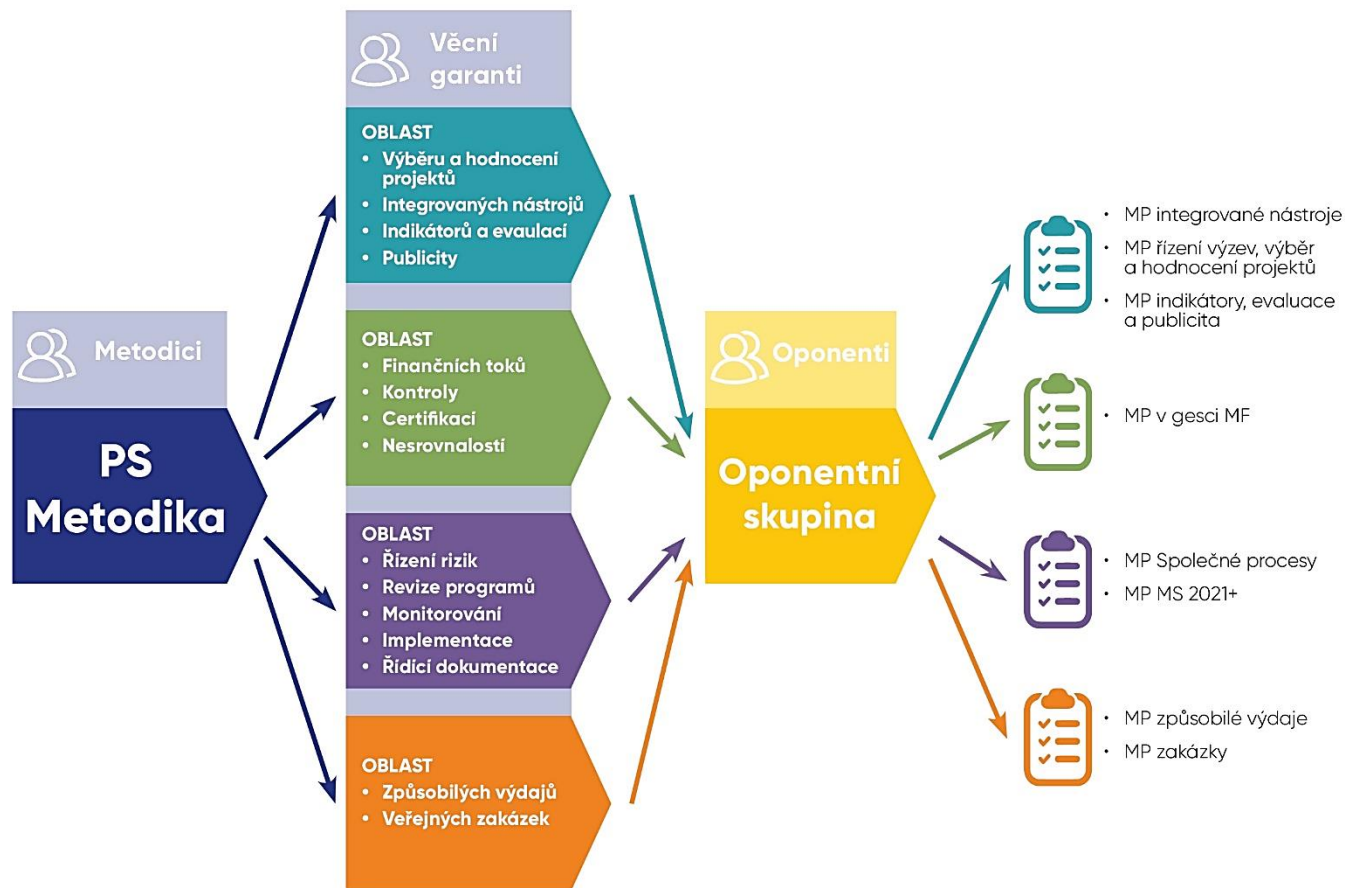 Metodici
PS
Metodika
Věcní
garanti
OBLAST
• Výběru a hodnocení
projektů
• Integrovaných nástrojů
• Indikátorů a evaulací
• Publicity
OBLAST
• Finančních toků
• Kontroly
• Certifikací
• Nesrovnalostí
OBLAST
• Řízení rizik
• Revize programů
• Monitorování
• Implementace
• Řídící dokumentace
OBLAST
• Způsobilých výdajů
• Veřejných zakázek
Oponenti
Oponentní
skupina
• MP integrované nástroje
• MP řízení výzev, výběr
a hodnocení projektů
• MP indikátory, evaluace
a publicita
• MP v gesci MF
• MP Společné procesy
• MP MS 2021+
• MP způsobilé výdaje
• MP zakázky